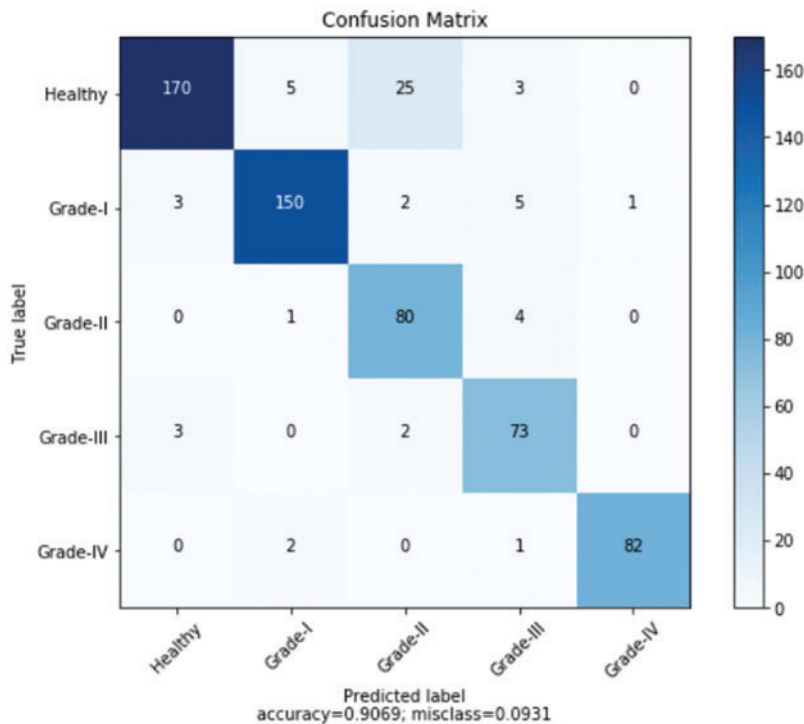 Confusion Matrix
Healthy 170 5 25 3 0
Grade-I 3 150 2 5 1
Grade-II 0 1 80 4 0
Grade-III 3 0 2 73 0
Grade-IV 0 2 0 1 82
True label
Healthy Grade-I Grade-II Grade-III Grade-IV
Predicted label
accuracy=0.9069; misclass=0.0931
160
140
120
100
80
60
40
20
0